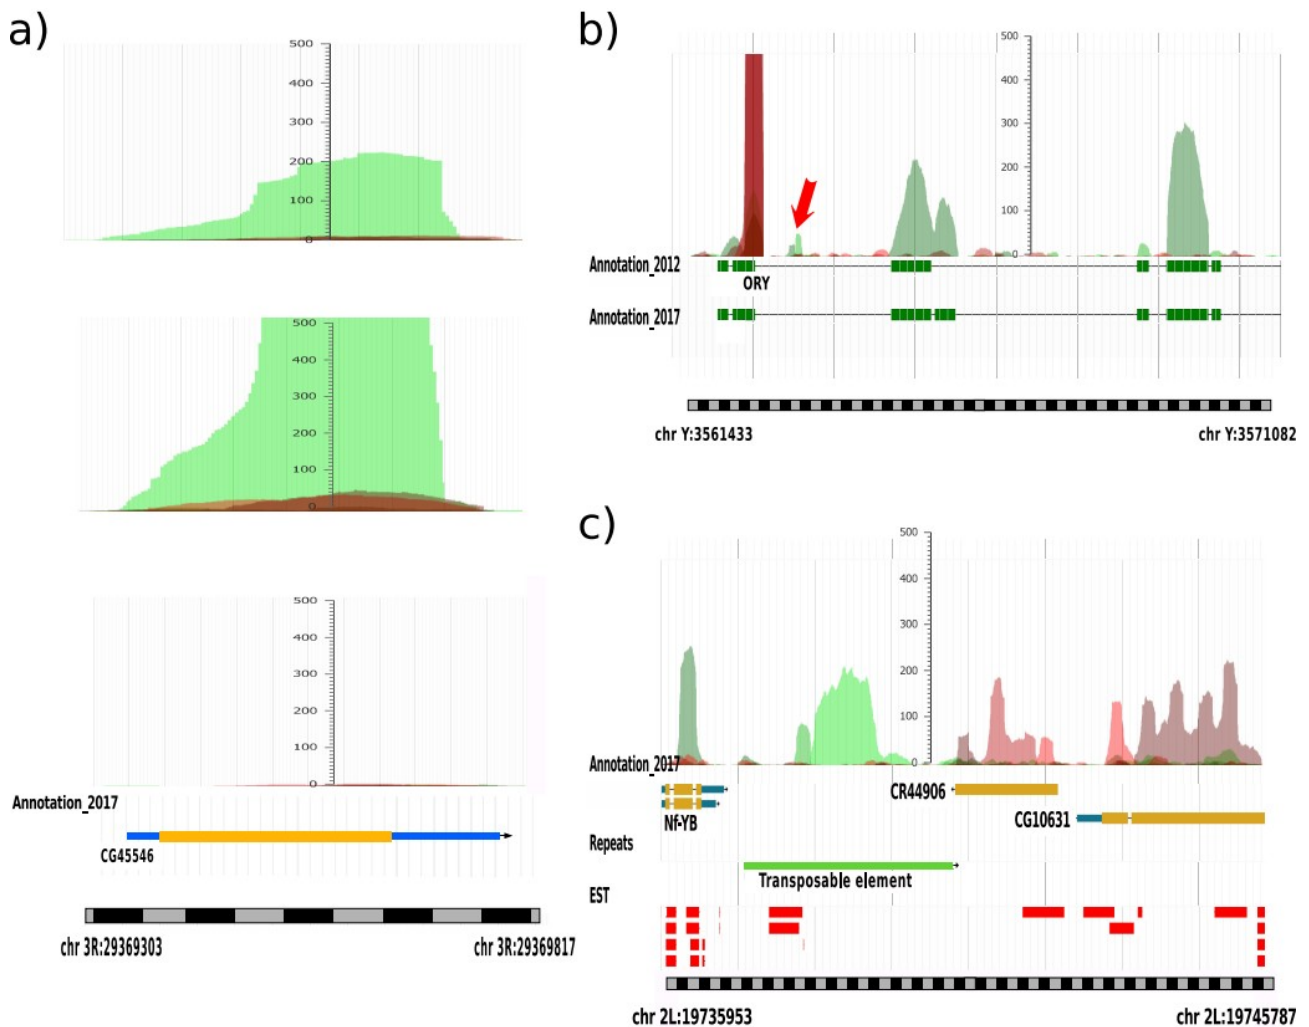 a)
500
400
300
200
100
0
500
400
300
200
100
0
500
400
300
200
100
0
Annotation_2017
CG45546
chr 3R:29369303
chr 3R:29369817
b)
500
400
300
200
100
0
Annotation_2012
ORY
Annotation_2017
chr Y:3561433
chr Y:3571082
c)
500
400
300
200
100
0
Annotation_2017
Nf-YB
CR44906
CG10631
Repeats
Transposable element
EST
chr 2L:19735953
chr 2L:19745787